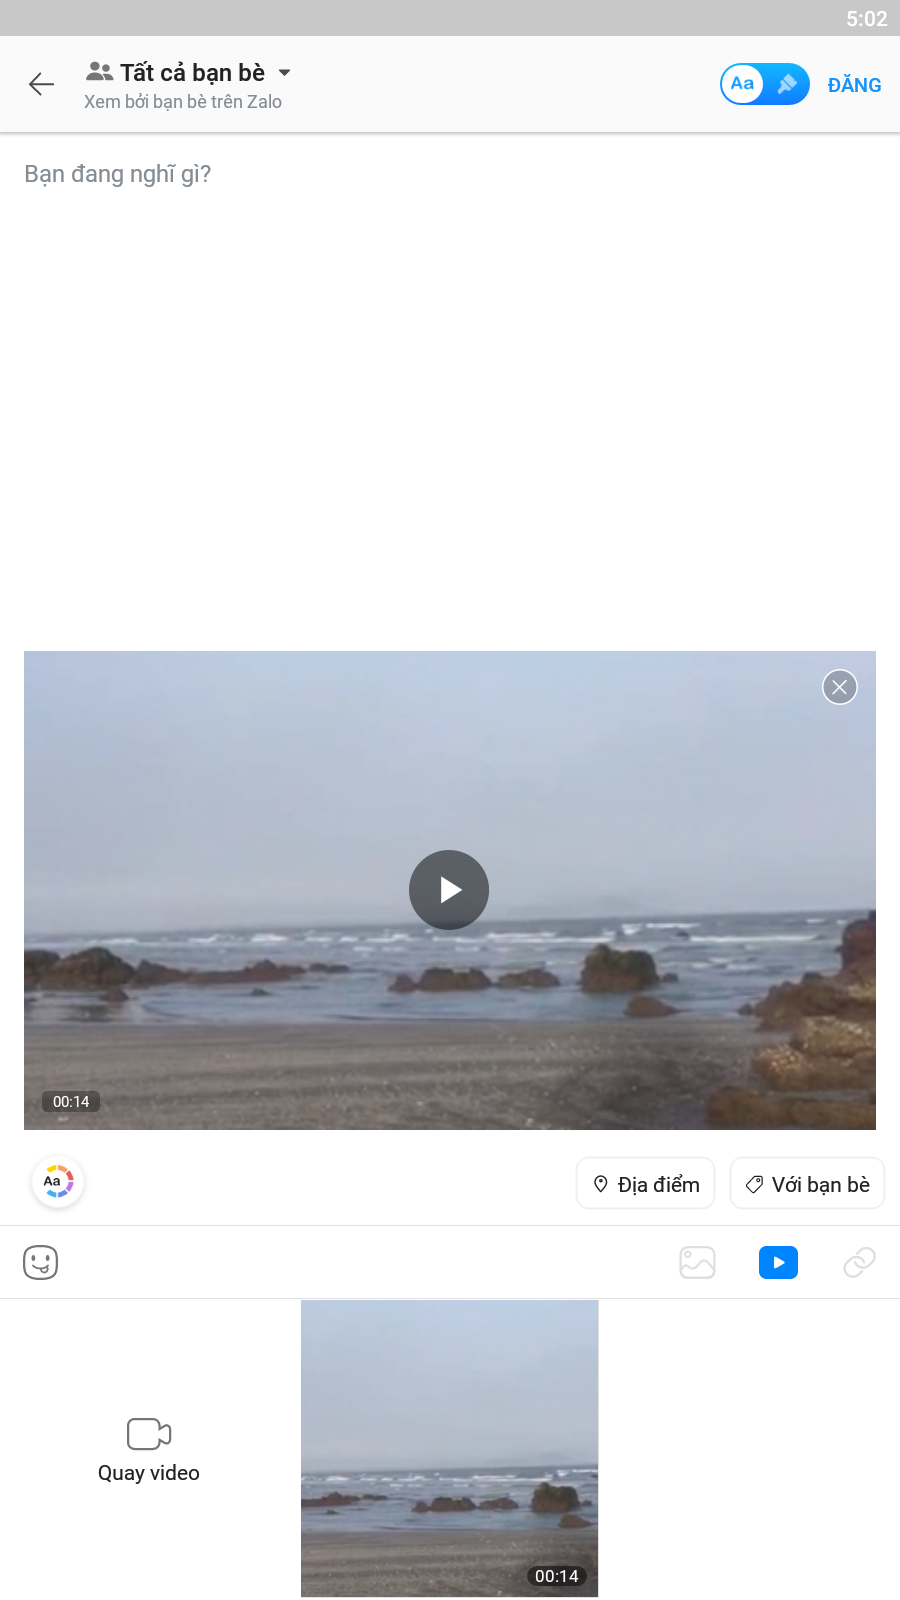 5:02
Tất cả bạn bè
Xem bởi bạn bè trên Zalo
Aa
ĐĂNG
Bạn đang nghĩ gì?
00:14
Aa
Địa điểm
Với bạn bè
Quay video
00:14